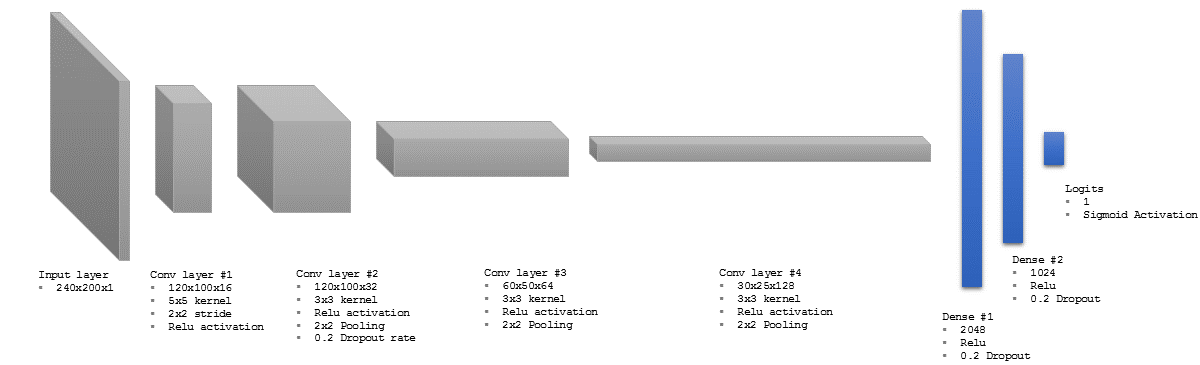 Input layer
▪ 240x200x1
Conv layer #1
▪ 120x100x16
▪ 5x5 kernel
▪ 2x2 stride
▪ Relu activation
Conv layer #2
▪ 120x100x32
▪ 3x3 kernel
▪ Relu activation
▪ 2x2 Pooling
▪ 0.2 Dropout rate
Conv layer #3
▪ 60x50x64
▪ 3x3 kernel
▪ Relu activation
▪ 2x2 Pooling
Conv layer #4
▪ 30x25x128
▪ 3x3 kernel
▪ Relu activation
▪ 2x2 Pooling
Dense #1
▪ 2048
▪ Relu
▪ 0.2 Dropout
Dense #2
▪ 1024
▪ Relu
▪ 0.2 Dropout
Logits
▪ 1
▪ Sigmoid Activation